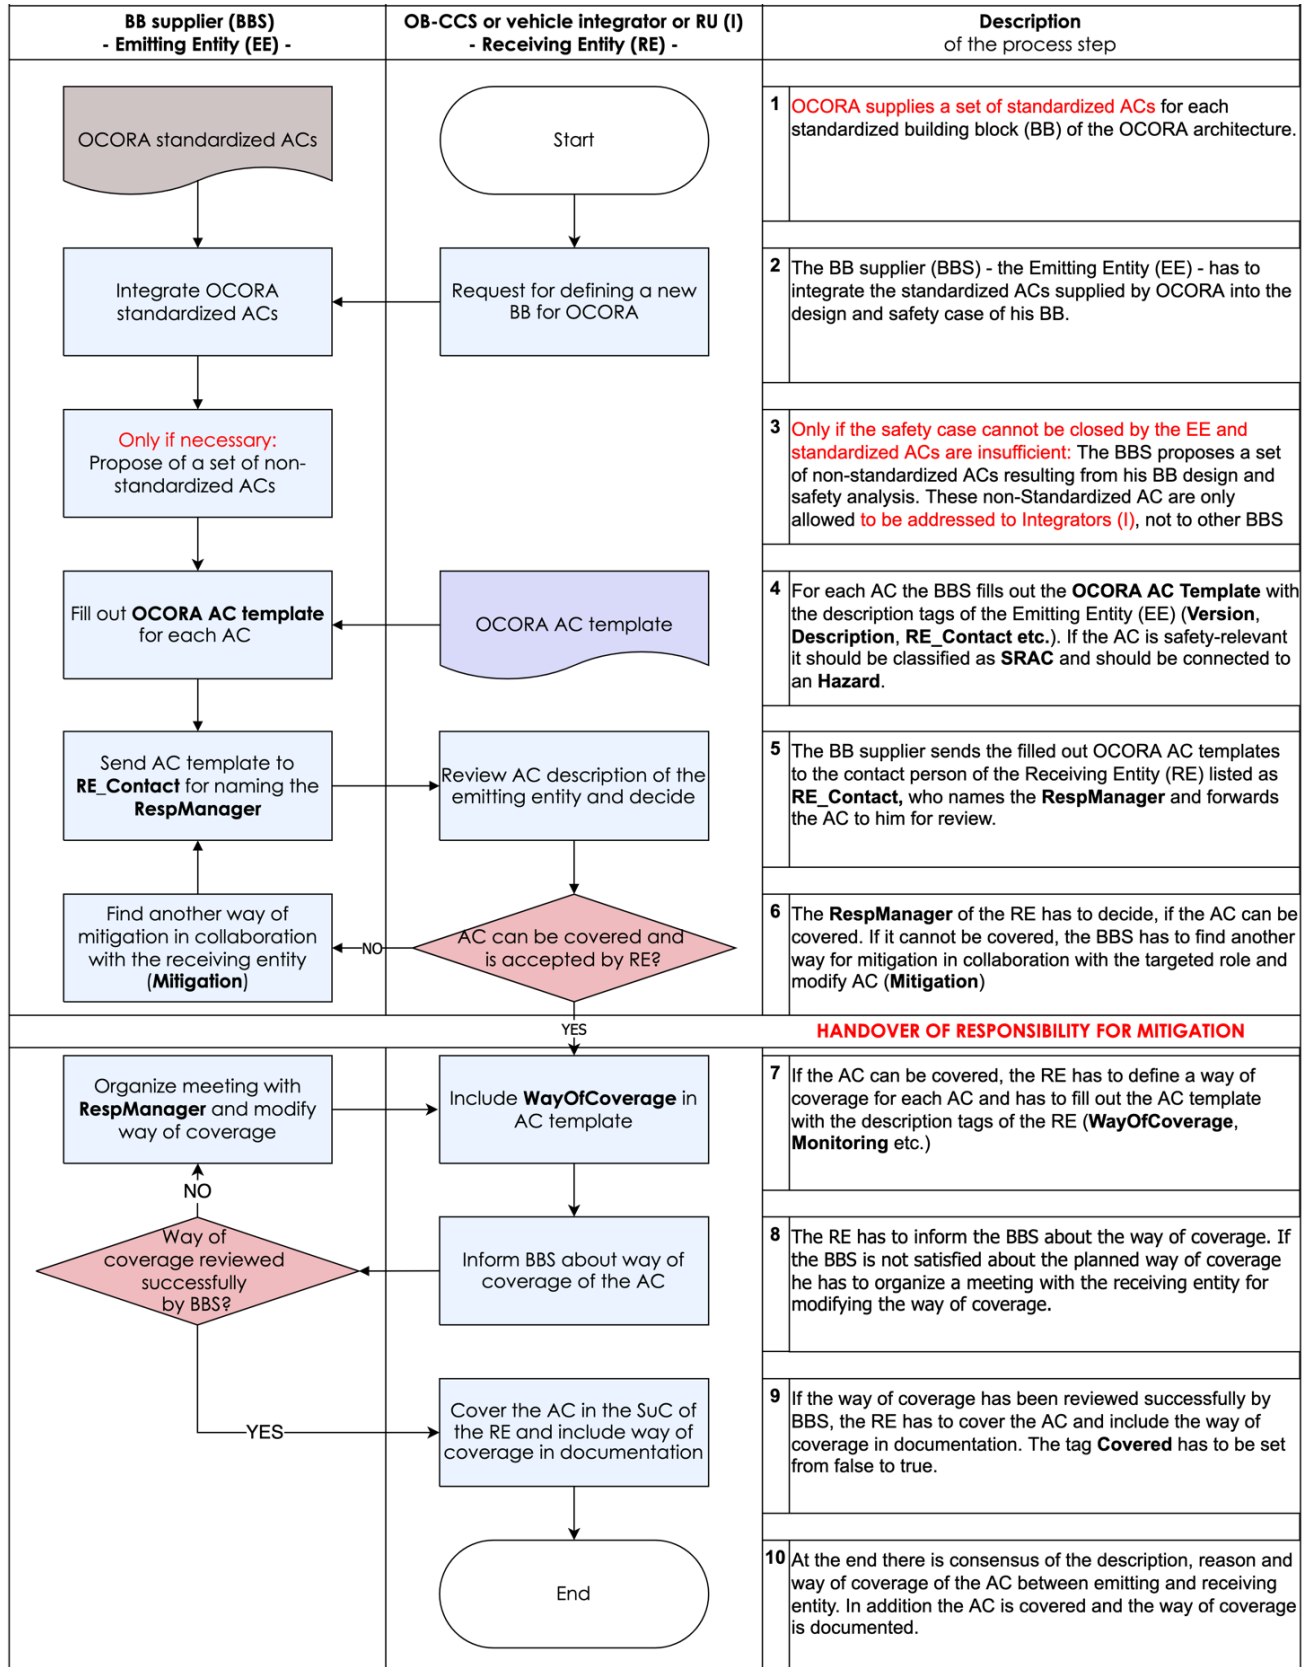 BB supplier (BBS)
- Emitting Entity (EE) -
OB-CCS or vehicle integrator or RU (I)
- Receiving Entity (RE) -
Description
of the process step
OCORA standardized ACs
Start
1 OCORA supplies a set of standardized ACs for each
standardized building block (BB) of the OCORA architecture.
Integrate OCORA
standardized ACs
Request for defining a new
BB for OCORA
2 The BB supplier (BBS) - the Emitting Entity (EE) - has to
integrate the standardized ACs supplied by OCORA into the
design and safety case of his BB.
Only if necessary:
Propose of a set of non-
standardized ACs
3 Only if the safety case cannot be closed by the EE and
standardized ACs are insufficient: The BBS proposes a set
of non-standardized ACs resulting from his BB design and
safety analysis. These non-Standardized AC are only
allowed to be addressed to Integrators (I), not to other BBS
Fill out OCORA AC template
for each AC
OCORA AC template
4 For each AC the BBS fills out the OCORA AC Template with
the description tags of the Emitting Entity (EE) (Version,
Description, RE_Contact etc.). If the AC is safety-relevant
it should be classified as SRAC and should be connected to
an Hazard.
Send AC template to
RE_Contact for naming the
RespManager
Review AC description of the
emitting entity and decide
5 The BB supplier sends the filled out OCORA AC templates
to the contact person of the Receiving Entity (RE) listed as
RE_Contact, who names the RespManager and forwards
the AC to him for review.
Find another way of
mitigation in collaboration
with the receiving entity
(Mitigation)
NO
AC can be covered and
is accepted by RE?
6 The RespManager of the RE has to decide, if the AC can be
covered. If it cannot be covered, the BBS has to find another
way for mitigation in collaboration with the targeted role and
modify AC (Mitigation)
YES
HANDOVER OF RESPONSIBILITY FOR MITIGATION
Organize meeting with
RespManager and modify
way of coverage
Include WayOfCoverage in
AC template
7 If the AC can be covered, the RE has to define a way of
coverage for each AC and has to fill out the AC template
with the description tags of the RE (WayOfCoverage,
Monitoring etc.)
NO
Way of
coverage reviewed
successfully
by BBS?
Inform BBS about way of
coverage of the AC
8 The RE has to inform the BBS about the way of coverage. If
the BBS is not satisfied about the planned way of coverage
he has to organize a meeting with the receiving entity for
modifying the way of coverage.
YES
Cover the AC in the SuC of
the RE and include way of
coverage in documentation
9 If the way of coverage has been reviewed successfully by
BBS, the RE has to cover the AC and include the way of
coverage in documentation. The tag Covered has to be set
from false to true.
End
10 At the end there is consensus of the description, reason and
way of coverage of the AC between emitting and receiving
entity. In addition the AC is covered and the way of coverage
is documented.